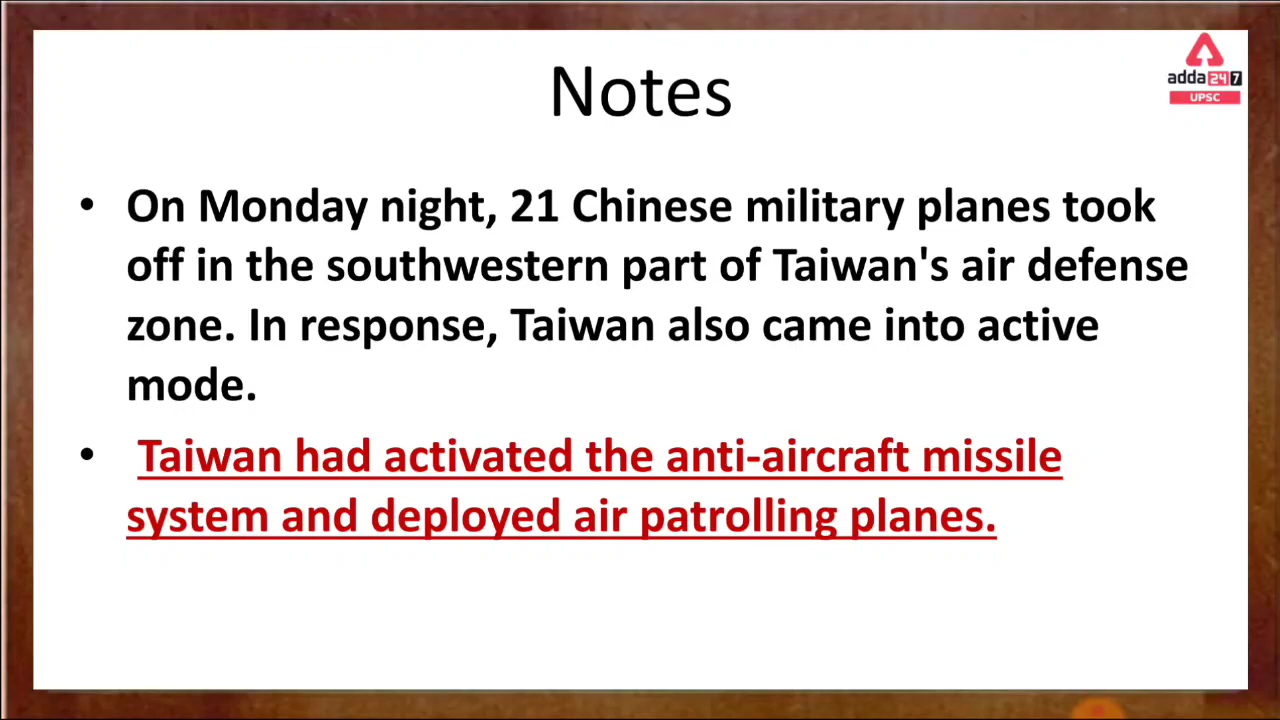 Notes
adda247
UPSC
• On Monday night, 21 Chinese military planes took
off in the southwestern part of Taiwan's air defense
zone. In response, Taiwan also came into active
mode.
• Taiwan had activated the anti-aircraft missile
system and deployed air patrolling planes.